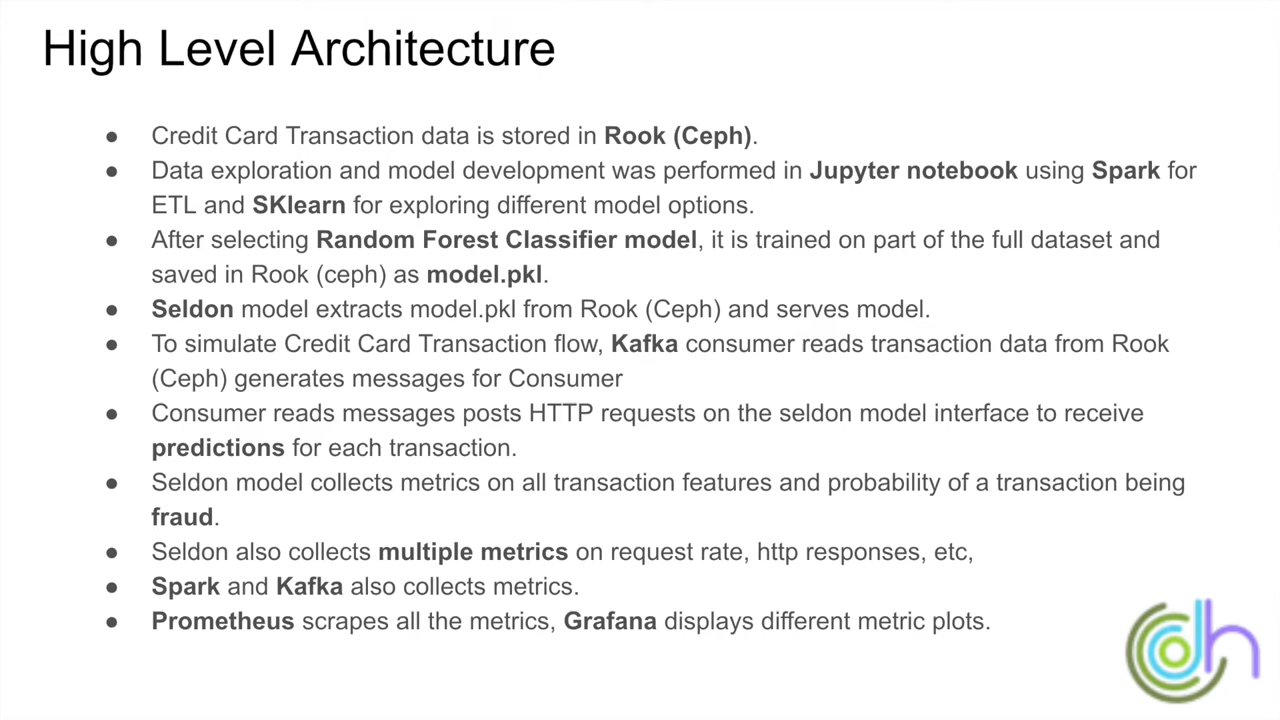 High Level Architecture
● Credit Card Transaction data is stored in Rook (Ceph).
● Data exploration and model development was performed in Jupyter notebook using Spark for
ETL and SKlearn for exploring different model options.
● After selecting Random Forest Classifier model, it is trained on part of the full dataset and
saved in Rook (ceph) as model.pkl.
● Seldon model extracts model.pkl from Rook (Ceph) and serves model.
● To simulate Credit Card Transaction flow, Kafka consumer reads transaction data from Rook
(Ceph) generates messages for Consumer
● Consumer reads messages posts HTTP requests on the seldon model interface to receive
predictions for each transaction.
● Seldon model collects metrics on all transaction features and probability of a transaction being
fraud.
● Seldon also collects multiple metrics on request rate, http responses, etc,
● Spark and Kafka also collects metrics.
● Prometheus scrapes all the metrics, Grafana displays different metric plots.
odh